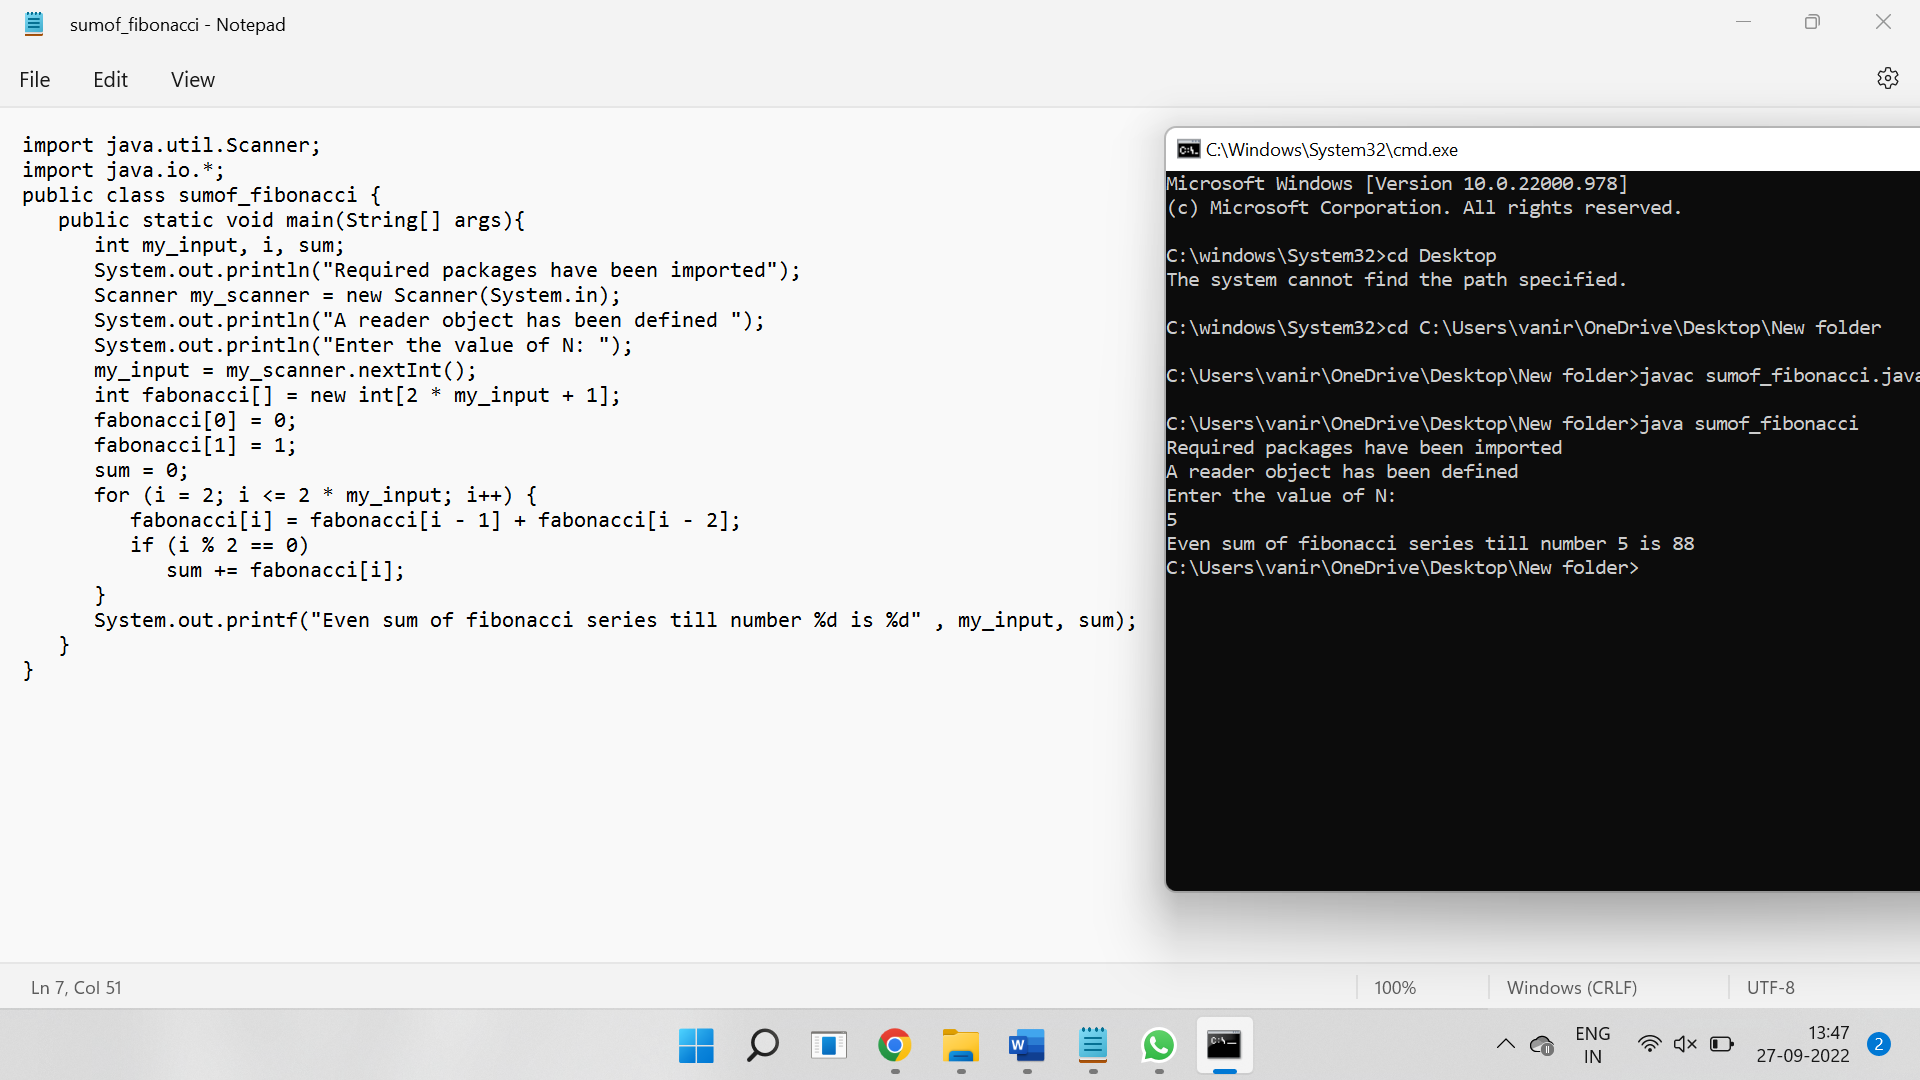 sumof_fibonacci - Notepad
File Edit View
import java.util.Scanner;
import java.io.*;
public class sumof_fibonacci {
   public static void main(String[] args){
      int my_input, i, sum;
      System.out.println("Required packages have been imported");
      Scanner my_scanner = new Scanner(System.in);
      System.out.println("A reader object has been defined ");
      System.out.println("Enter the value of N: ");
      my_input = my_scanner.nextInt();
      int fabonacci[] = new int[2 * my_input + 1];
      fabonacci[0] = 0;
      fabonacci[1] = 1;
      sum = 0;
      for (i = 2; i <= 2 * my_input; i++) {
         fabonacci[i] = fabonacci[i - 1] + fabonacci[i - 2];
         if (i % 2 == 0)
            sum += fabonacci[i];
      }
      System.out.printf("Even sum of fibonacci series till number %d is %d" , my_input, sum);
   }
}
C:\Windows\System32\cmd.exe
Microsoft Windows [Version 10.0.22000.978]
(c) Microsoft Corporation. All rights reserved.
C:\windows\System32>cd Desktop
The system cannot find the path specified.
C:\windows\System32>cd C:\Users\vanir\OneDrive\Desktop\New folder
C:\Users\vanir\OneDrive\Desktop\New folder>javac sumof_fibonacci.java
C:\Users\vanir\OneDrive\Desktop\New folder>java sumof_fibonacci
Required packages have been imported
A reader object has been defined
Enter the value of N:
5
Even sum of fibonacci series till number 5 is 88
C:\Users\vanir\OneDrive\Desktop\New folder>
Ln 7, Col 51
100%
Windows (CRLF)
UTF-8
ENG
IN
13:47
27-09-2022
2